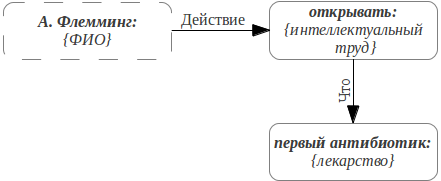 А. Флемминг:
{ФИО}
Действие
открывать:
{интеллектуальный
труд}
Что
первый антибиотик:
{лекарство}